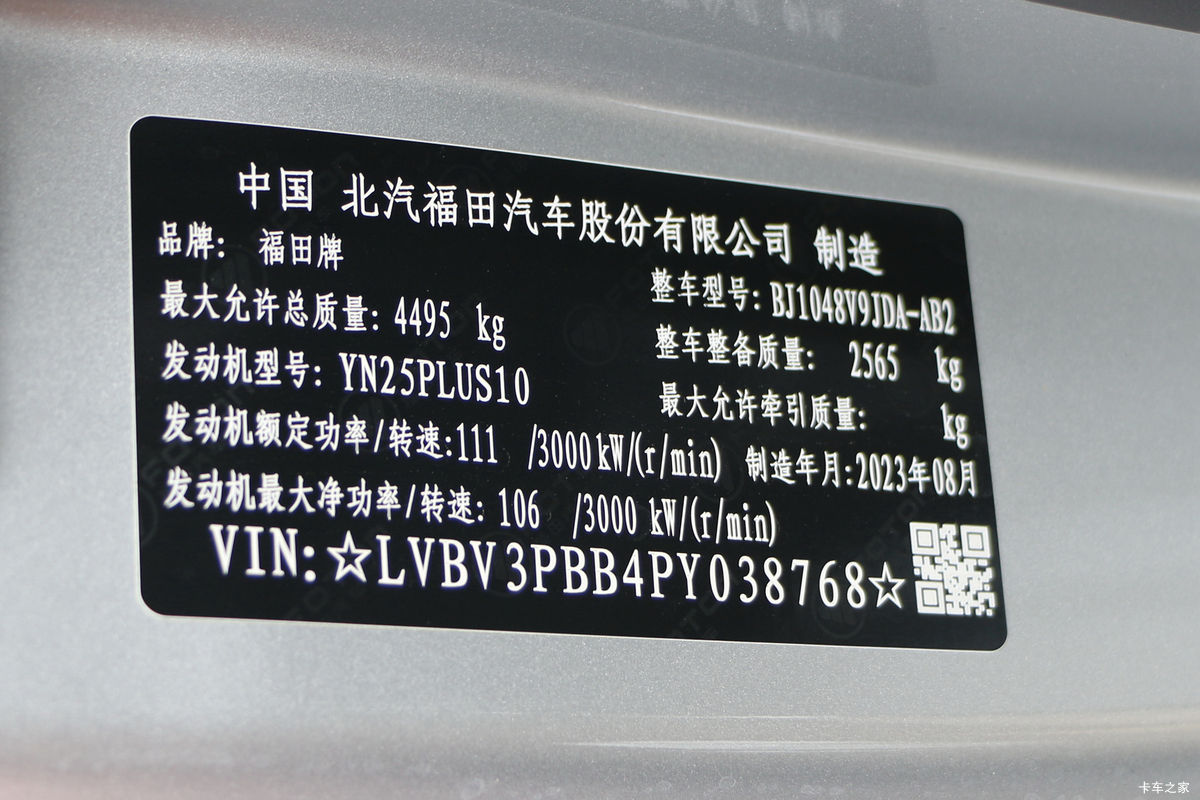 中国 北汽福田汽车股份有限公司 制造
品牌: 福田牌
整车型号: BJ1048V9JDA-AB2
最大允许总质量: 4495 kg
整车整备质量: 2565 kg
发动机型号: YN25PLUS10
最大允许牵引质量: kg
发动机额定功率/转速:111 /3000 kW/(r/min) 制造年月:2023年08月
发动机最大净功率/转速: 106 /3000 kW/(r/min)
VIN:☆LVBV3PBB4PY038768☆
卡车之家